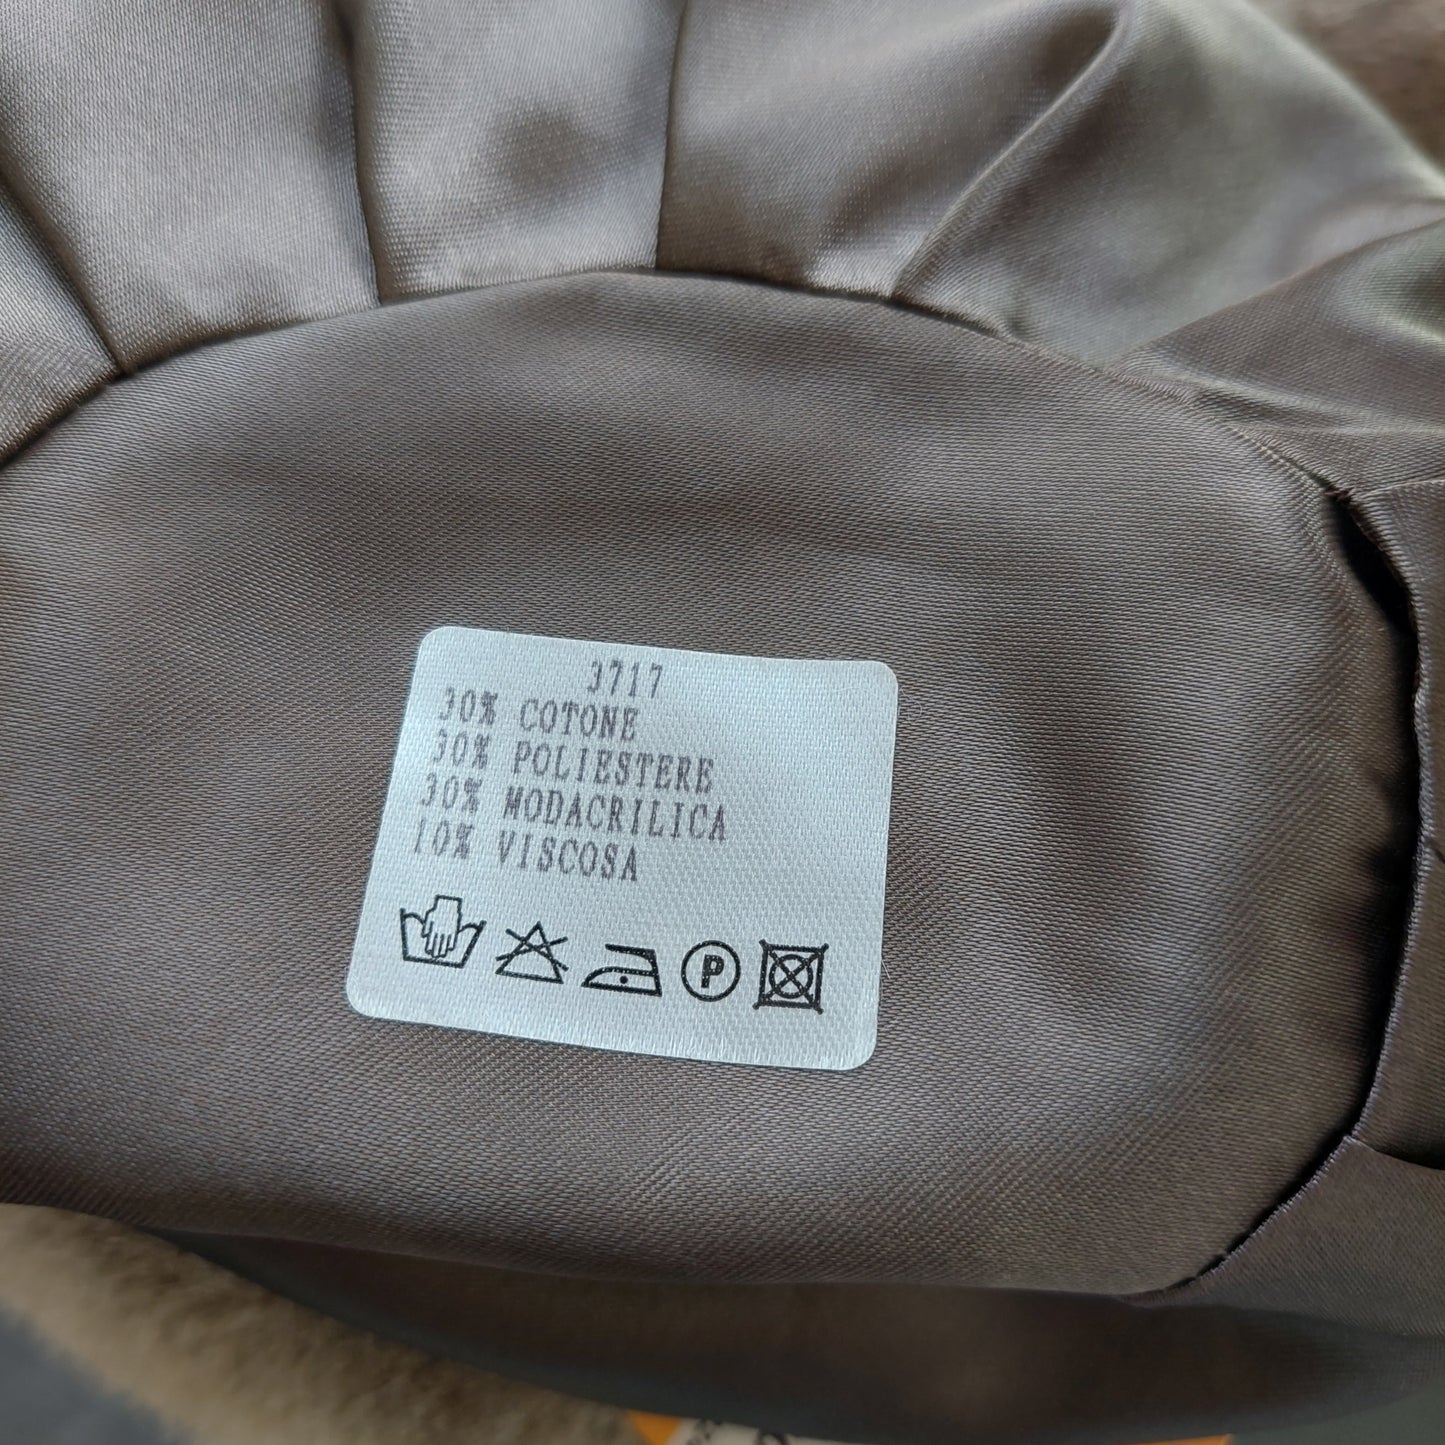 3717
30% COTONE
30% POLIESTERE
30% MODACRILICA
10% VISCOSA
P